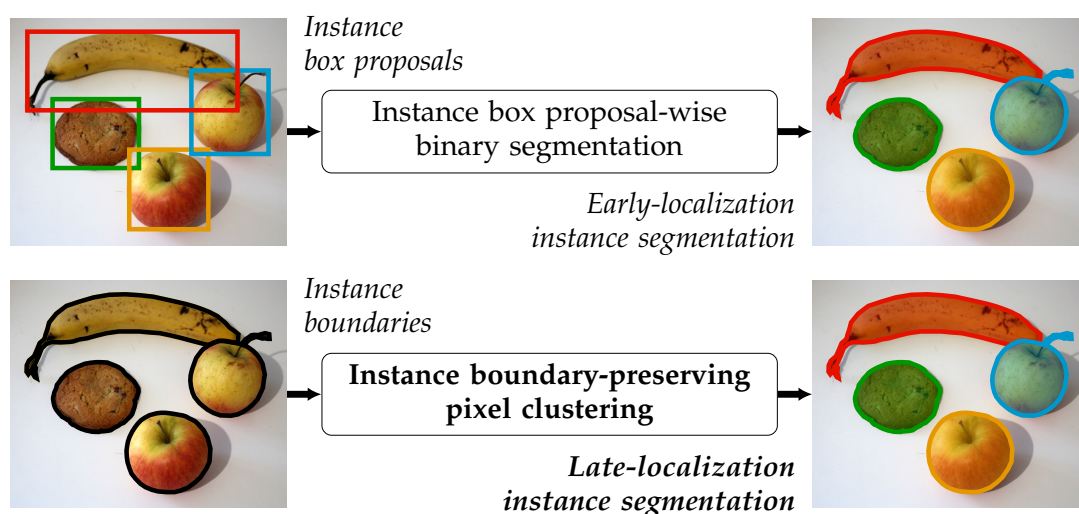 Instance
box proposals
Instance box proposal-wise
binary segmentation
Early-localization
instance segmentation
Instance
boundaries
Instance boundary-preserving
pixel clustering
Late-localization
instance segmentation